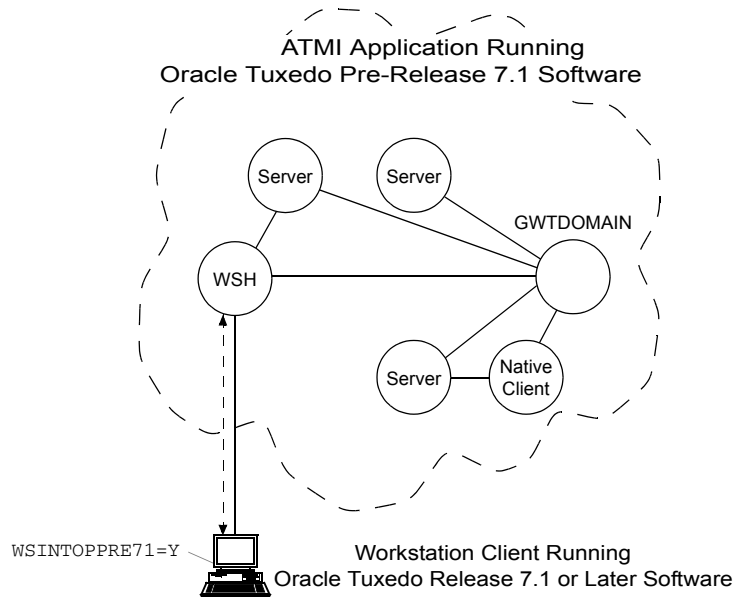 ATMI Application Running
Oracle Tuxedo Pre-Release 7.1 Software
Server
Server
GWTDOMAIN
WSH
Server
Native
Client
WSINTOPPRE71=Y
Workstation Client Running
Oracle Tuxedo Release 7.1 or Later Software